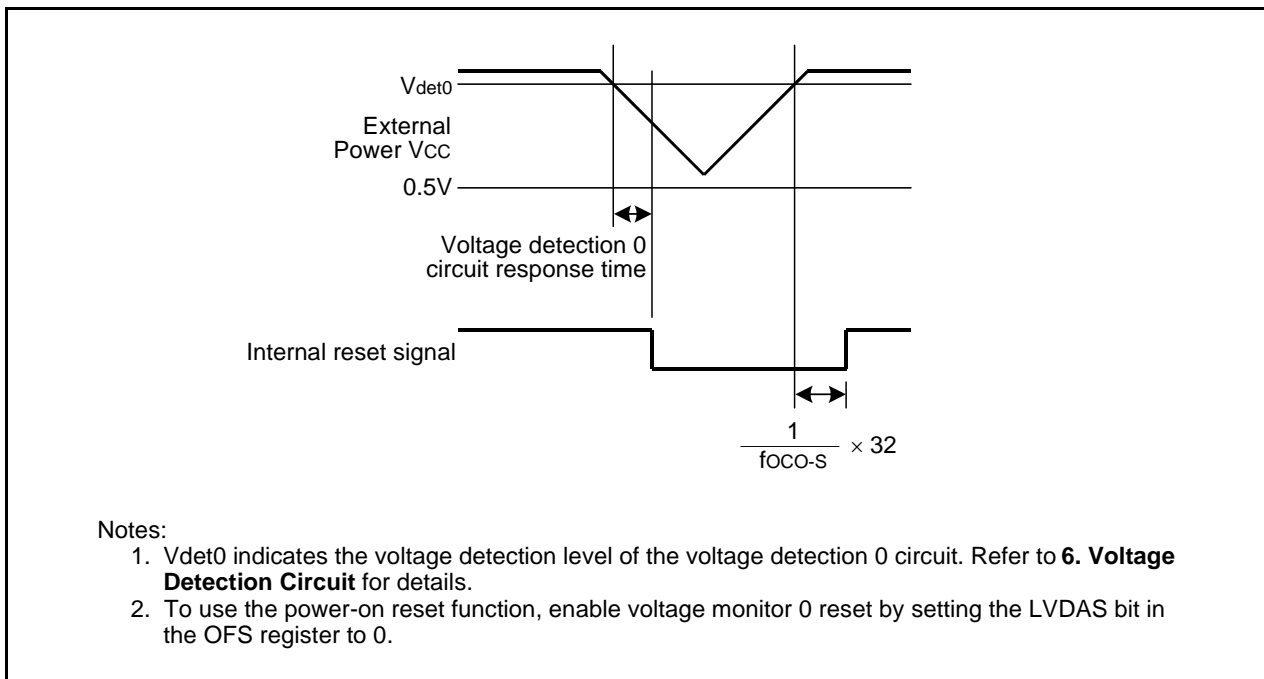 Vdet0
External
Power VCC
0.5V
Voltage detection 0
circuit response time
Internal reset signal
1
fOCO-S
× 32
Notes:
1. Vdet0 indicates the voltage detection level of the voltage detection 0 circuit. Refer to 6. Voltage
Detection Circuit for details.
2. To use the power-on reset function, enable voltage monitor 0 reset by setting the LVDAS bit in
the OFS register to 0.